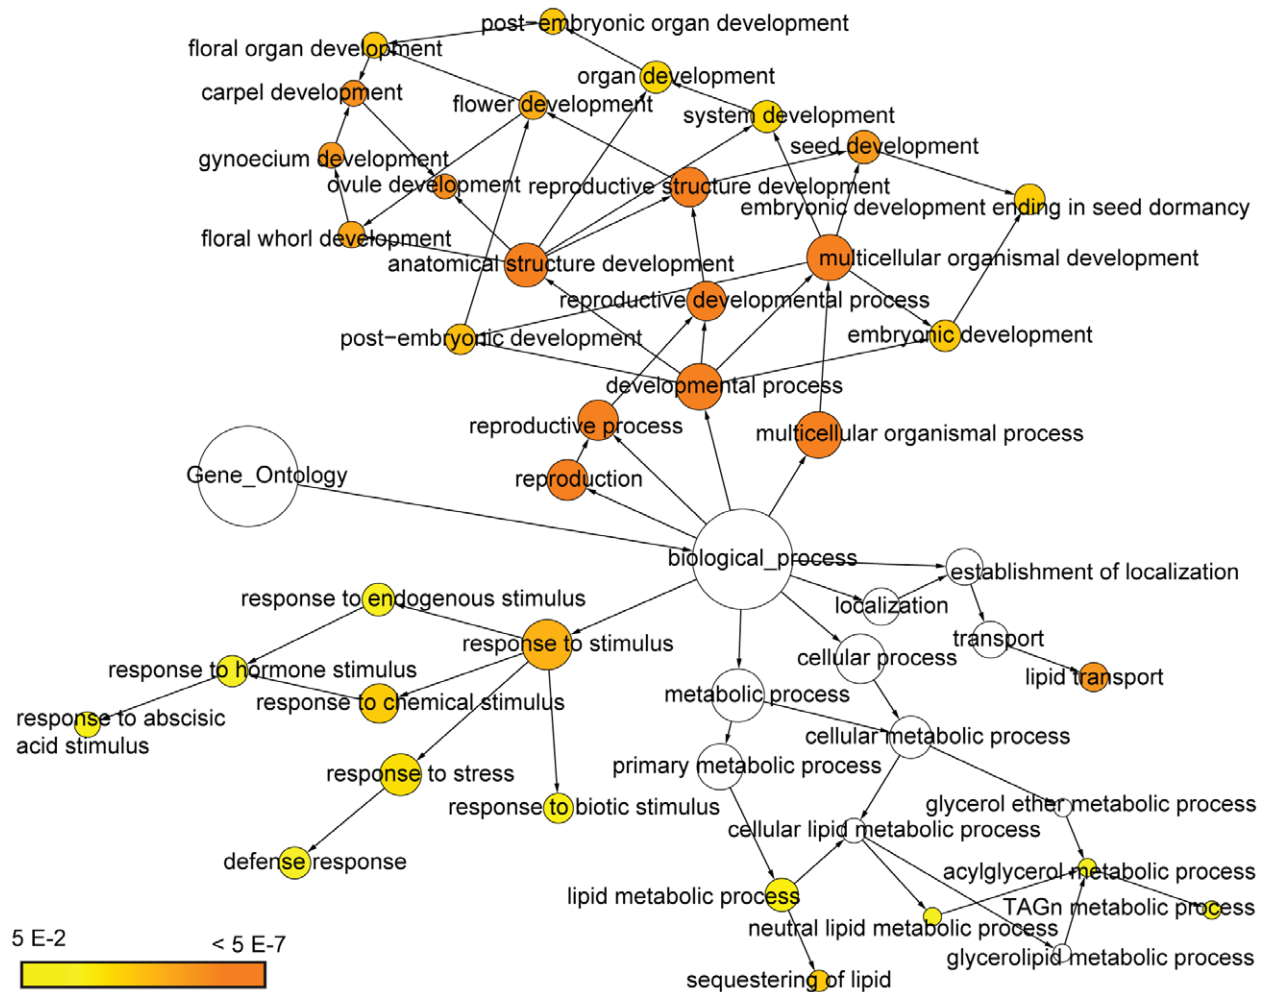 post−embryonic organ development
floral organ development
organ development
carpel development
flower development
system development
seed development
gynoecium development
ovule development
reproductive structure development
embryonic development ending in seed dormancy
floral whorl development
anatomical structure development
multicellular organismal development
reproductive developmental process
post−embryonic development
embryonic development
developmental process
reproductive process
multicellular organismal process
Gene_Ontology
reproduction
biological_process
establishment of localization
response to endogenous stimulus
localization
transport
response to stimulus
cellular process
response to hormone stimulus
lipid transport
metabolic process
response to chemical stimulus
response to abscisic
acid stimulus
cellular metabolic process
primary metabolic process
response to stress
response to biotic stimulus
glycerol ether metabolic process
cellular lipid metabolic process
defense response
acylglycerol metabolic process
lipid metabolic process
TAGn metabolic process
neutral lipid metabolic process
glycerolipid metabolic process
sequestering of lipid
5 E-2
< 5 E-7